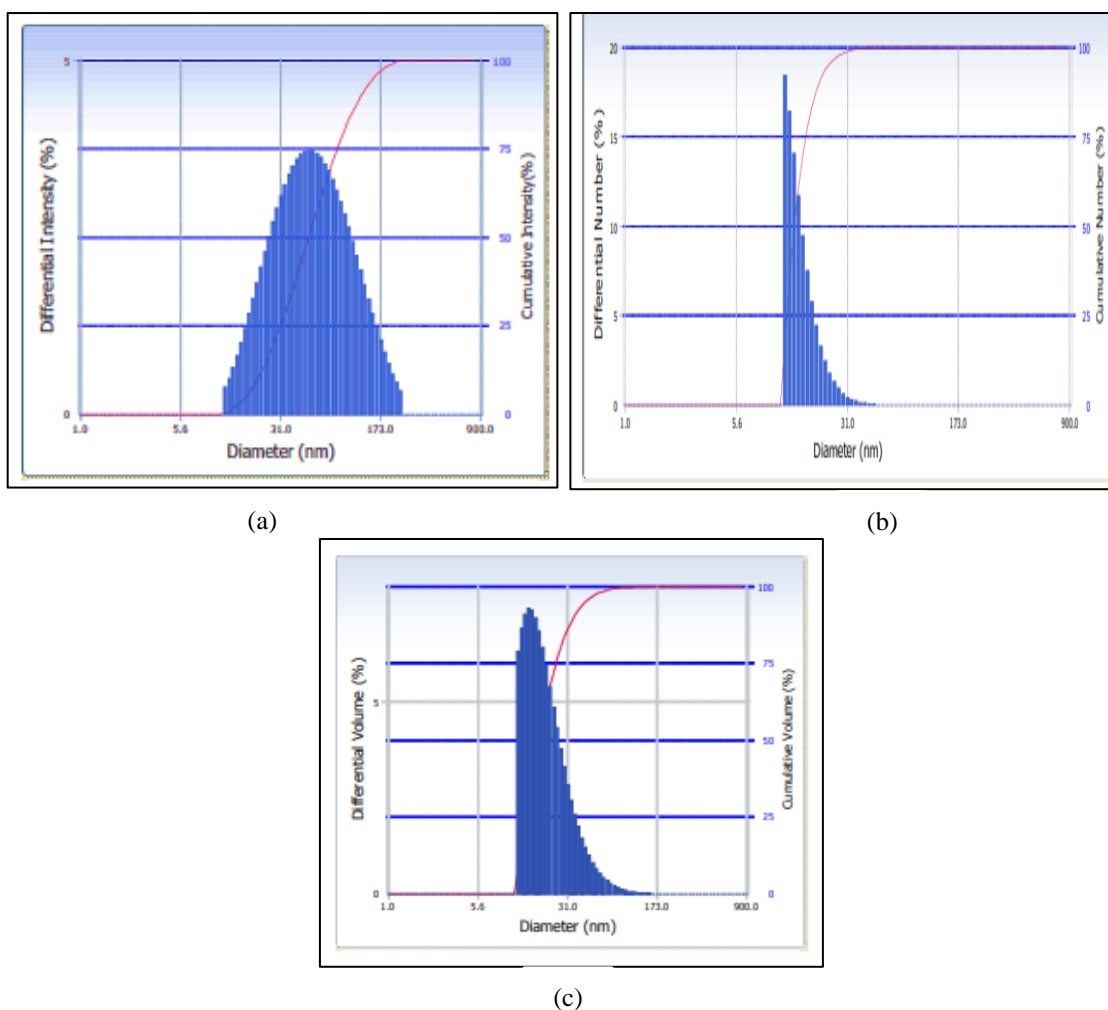 5
0
Differential Intensity (%)
100
75
50
25
0
Cumulative Intensity(%)
1.0 5.6 31.0 173.0 900.0
Diameter (nm)
20
15
10
5
0
Differential Number (%)
100
75
50
25
0
Cumulative Number (%)
1.0 5.6 31.0 173.0 900.0
Diameter (nm)
(a)
(b)
5
0
Differential Volume (%)
100
75
50
25
0
Cumulative Volume (%)
1.0 5.6 31.0 173.0 900.0
Diameter (nm)
(c)